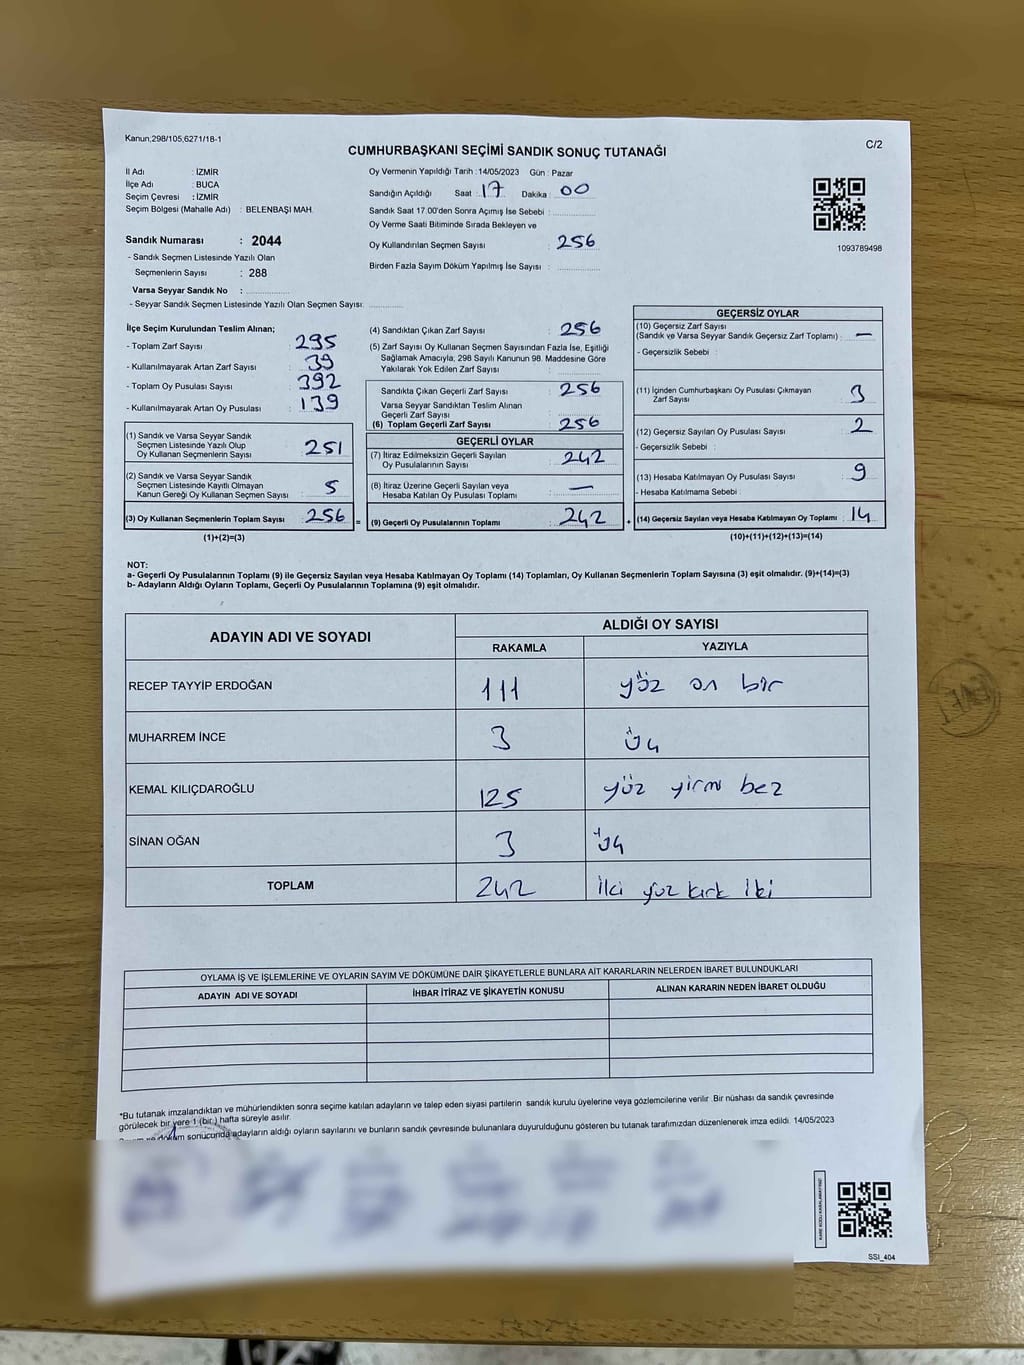 Kanun,298/105,6271/18-1
C/2
CUMHURBAŞKANI SEÇİMİ SANDIK SONUÇ TUTANAĞI
İl Adı : İZMİR
İlçe Adı : BUCA
Seçim Çevresi : İZMİR
Seçim Bölgesi (Mahalle Adı) : BELENBAŞI MAH.
Sandık Numarası : 2044
- Sandık Seçmen Listesinde Yazılı Olan
Seçmenlerin Sayısı : 288
Varsa Seyyar Sandık No :
- Seyyar Sandık Seçmen Listesinde Yazılı Olan Seçmen Sayısı:
Oy Vermenin Yapıldığı Tarih : 14/05/2023 Gün : Pazar
Sandığın Açıldığı Saat 17 Dakika : 00
Sandık Saat 17.00'den Sonra Açımış İse Sebebi :
Oy Verme Saati Bitiminde Sırada Bekleyen ve
Oy Kullandırılan Seçmen Sayısı : 256
Birden Fazla Sayım Döküm Yapılmış İse Sayısı :
1093789498
İlçe Seçim Kurulundan Teslim Alınan;
- Toplam Zarf Sayısı : 295
- Kullanılmayarak Artan Zarf Sayısı : 39
- Toplam Oy Pusulası Sayısı : 392
- Kullanılmayarak Artan Oy Pusulası : 139
(1) Sandık ve Varsa Seyyar Sandık
Seçmen Listesinde Yazılı Olup
Oy Kullanan Seçmenlerin Sayısı : 251
(2) Sandık ve Varsa Seyyar Sandık
Seçmen Listesinde Kayıtlı Olmayan
Kanun Gereği Oy Kullanan Seçmen Sayısı : 5
(3) Oy Kullanan Seçmenlerin Toplam Sayısı : 256 =
(1)+(2)=(3)
(4) Sandıktan Çıkan Zarf Sayısı : 256
(5) Zarf Sayısı Oy Kullanan Seçmen Sayısından Fazla İse, Eşitliği
Sağlamak Amacıyla; 298 Sayılı Kanunun 98. Maddesine Göre
Yakılarak Yok Edilen Zarf Sayısı :
Sandıkta Çıkan Geçerli Zarf Sayısı : 256
Varsa Seyyar Sandıktan Teslim Alınan
Geçerli Zarf Sayısı :
(6) Toplam Geçerli Zarf Sayısı : 256
GEÇERLİ OYLAR
(7) İtiraz Edilmeksizin Geçerli Sayılan
Oy Pusulalarının Sayısı : 242
(8) İtiraz Üzerine Geçerli Sayılan veya
Hesaba Katılan Oy Pusulası Toplamı : —
(9) Geçerli Oy Pusulalarının Toplamı : 242 +
GEÇERSİZ OYLAR
(10) Geçersiz Zarf Sayısı
(Sandık ve Varsa Seyyar Sandık Geçersiz Zarf Toplamı) : —
- Geçersizlik Sebebi :
(11) İçinden Cumhurbaşkanı Oy Pusulası Çıkmayan
Zarf Sayısı : 3
(12) Geçersiz Sayılan Oy Pusulası Sayısı : 2
- Geçersizlik Sebebi :
(13) Hesaba Katılmayan Oy Pusulası Sayısı : 9
- Hesaba Katılmama Sebebi :
(14) Geçersiz Sayılan veya Hesaba Katılmayan Oy Toplamı : 14
(10)+(11)+(12)+(13)=(14)
NOT:
a- Geçerli Oy Pusulalarının Toplamı (9) ile Geçersiz Sayılan veya Hesaba Katılmayan Oy Toplamı (14) Toplamları, Oy Kullanan Seçmenlerin Toplam Sayısına (3) eşit olmalıdır. (9)+(14)=(3)
b- Adayların Aldığı Oyların Toplamı, Geçerli Oy Pusulalarının Toplamına (9) eşit olmalıdır.
ADAYIN ADI VE SOYADI
ALDIĞI OY SAYISI
RAKAMLA YAZIYLA
RECEP TAYYİP ERDOĞAN 111 yüz on bir
MUHARREM İNCE 3 üç
KEMAL KILIÇDAROĞLU 125 yüz yirmi beş
SİNAN OĞAN 3 üç
TOPLAM 242 iki yüz kırk iki
OYLAMA İŞ VE İŞLEMLERİNE VE OYLARIN SAYIM VE DÖKÜMÜNE DAİR ŞİKAYETLERLE BUNLARA AİT KARARLARIN NELERDEN İBARET BULUNDUKLARI
ADAYIN ADI VE SOYADI İHBAR İTİRAZ VE ŞİKAYETİN KONUSU ALINAN KARARIN NEDEN İBARET OLDUĞU
*Bu tutanak imzalandıktan ve mühürlendikten sonra seçime katılan adayların ve talep eden siyasi partilerin sandık kurulu üyelerine veya gözlemcilerine verilir .Bir nüshası da sandık çevresinde
görülecek bir yere 1 (bir) hafta süreyle asılır.
sonucunda adayların aldığı oyların sayılarını ve bunların sandık çevresinde bulunanlara duyurulduğunu gösteren bu tutanak tarafımızdan düzenlenerek imza edildi. 14/05/2023
SSİ_404
EVET